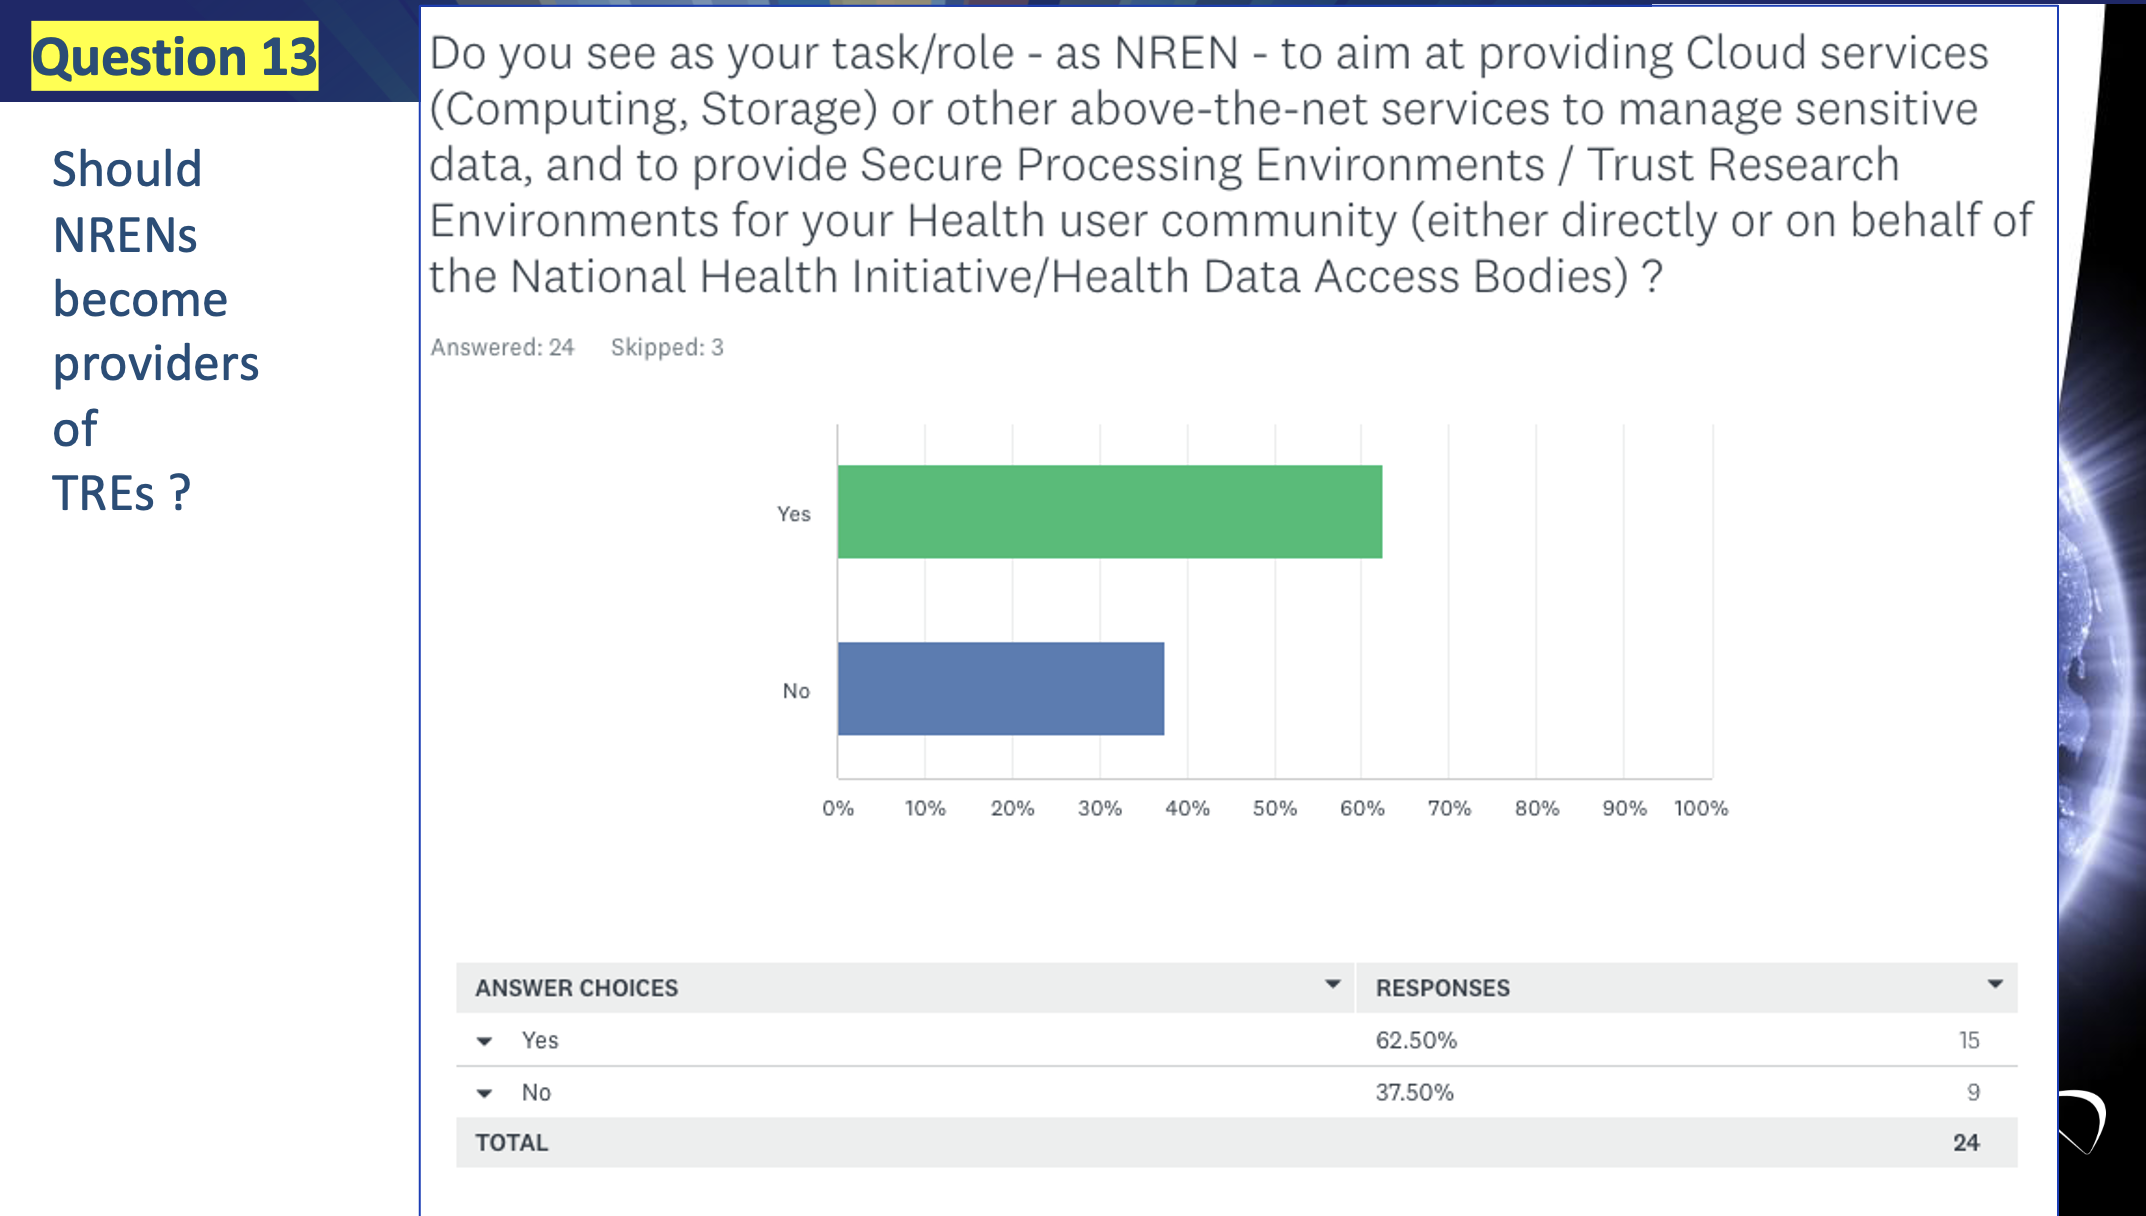 Question 13
Should
NRENs
become
providers
of
TREs ?
Do you see as your task/role - as NREN - to aim at providing Cloud services
(Computing, Storage) or other above-the-net services to manage sensitive
data, and to provide Secure Processing Environments / Trust Research
Environments for your Health user community (either directly or on behalf of
the National Health Initiative/Health Data Access Bodies) ?
Answered: 24 Skipped: 3
Yes
No
0% 10% 20% 30% 40% 50% 60% 70% 80% 90% 100%
ANSWER CHOICES RESPONSES
Yes 62.50% 15
No 37.50% 9
TOTAL 24